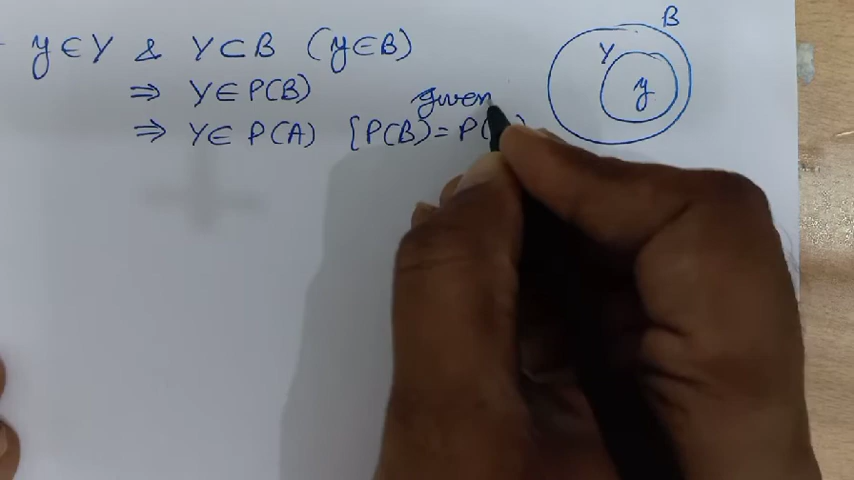 y ∈ Y & Y ⊂ B (y ∈ B)
⇒ Y ∈ P(B)
given
⇒ Y ∈ P(A) [P(B) = P(
B
Y
y